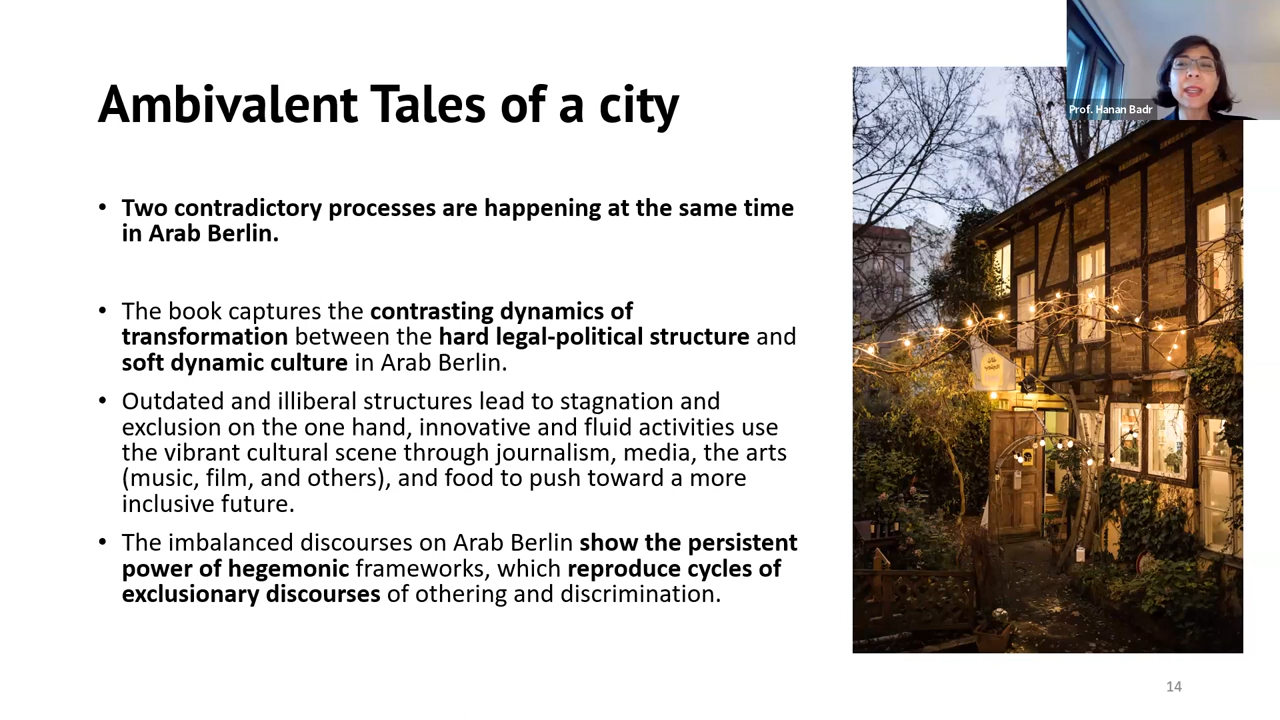 Prof. Hanan Badr
Ambivalent Tales of a city
• Two contradictory processes are happening at the same time
in Arab Berlin.
• The book captures the contrasting dynamics of
transformation between the hard legal-political structure and
soft dynamic culture in Arab Berlin.
• Outdated and illiberal structures lead to stagnation and
exclusion on the one hand, innovative and fluid activities use
the vibrant cultural scene through journalism, media, the arts
(music, film, and others), and food to push toward a more
inclusive future.
• The imbalanced discourses on Arab Berlin show the persistent
power of hegemonic frameworks, which reproduce cycles of
exclusionary discourses of othering and discrimination.
14